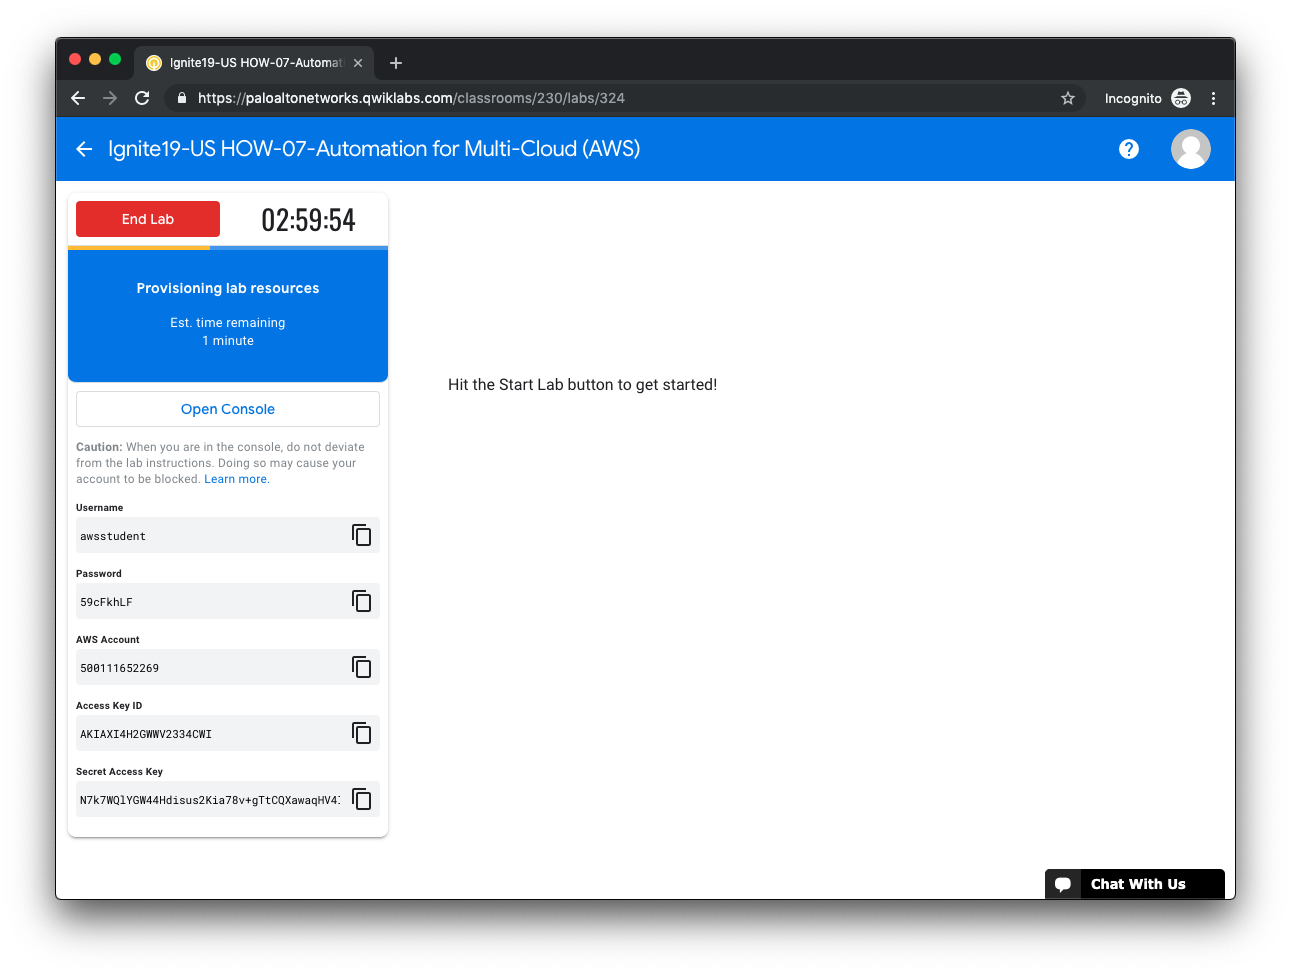 Ignite19-US HOW-07-Automat
Incognito
https://paloaltonetworks.qwiklabs.com/classrooms/230/labs/324
Ignite19-US HOW-07-Automation for Multi-Cloud (AWS)
End Lab
02:59:54
Provisioning lab resources
Est. time remaining
1 minute
Hit the Start Lab button to get started!
Open Console
Caution: When you are in the console, do not deviate
from the lab instructions. Doing so may cause your
account to be blocked. Learn more.
Username
awsstudent
Password
59cFkhLF
AWS Account
500111652269
Access Key ID
AKIAXI4H2GWWV2334CWI
Secret Access Key
N7k7WQlYGW44Hdisus2Kia78v+gTtCQXawaqHV4
Chat With Us